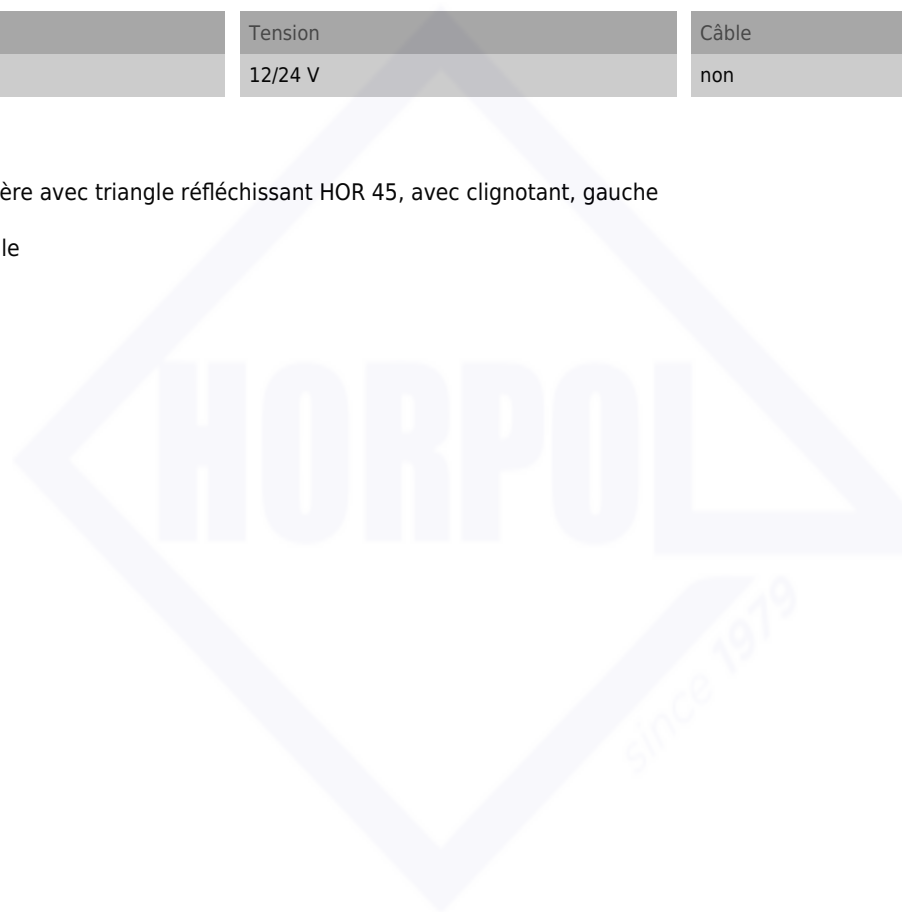 Tension Câble
12/24 V non
ère avec triangle réfléchissant HOR 45, avec clignotant, gauche
le
HORPOL
since 1979